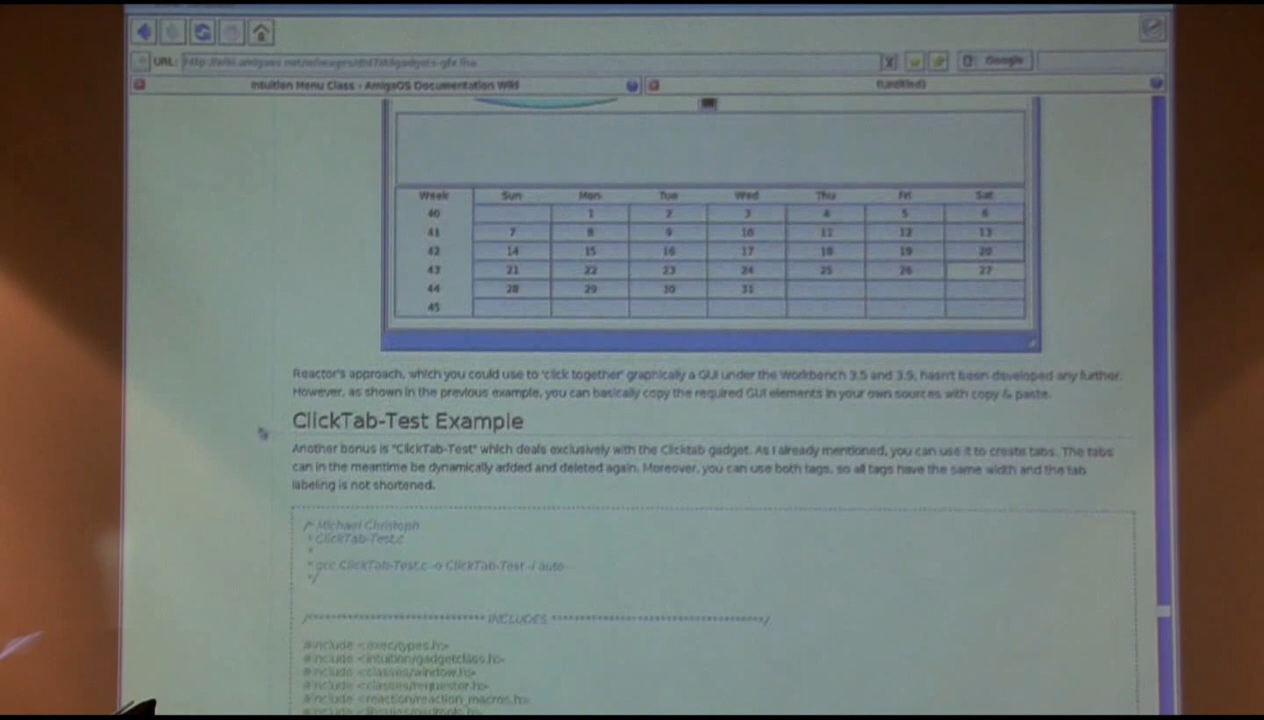 URL:
Google
Intuition Menu Class - AmigaOS Documentation Wiki
(Untitled)
Week Sun Mon Tue Wed Thu Fri Sat
40 1 2 3 4 5 6
41 7 8 9 10 11 12 13
42 14 15 16 17 18 19 20
43 21 22 23 24 25 26 27
44 28 29 30 31
45
Reactor's approach, which you could use to 'click together' graphically a GUI under the Workbench 3.5 and 3.9, hasn't been developed any further.
However, as shown in the previous example, you can basically copy the required GUI elements in your own sources with copy & paste.
ClickTab-Test Example
Another bonus is "ClickTab-Test" which deals exclusively with the Clicktab gadget. As I already mentioned, you can use it to create tabs. The tabs
can in the meantime be dynamically added and deleted again. Moreover, you can use both tags, so all tags have the same width and the tab
labeling is not shortened.
/* Michael Christoph
* ClickTab-Test.c
*
* gcc ClickTab-Test.c -o ClickTab-Test -l auto
*/
INCLUDES
#include <exec/types.h>
#include <intuition/gadgetclass.h>
#include <classes/window.h>
#include <classes/requester.h>
#include <reaction/reaction_macros.h>